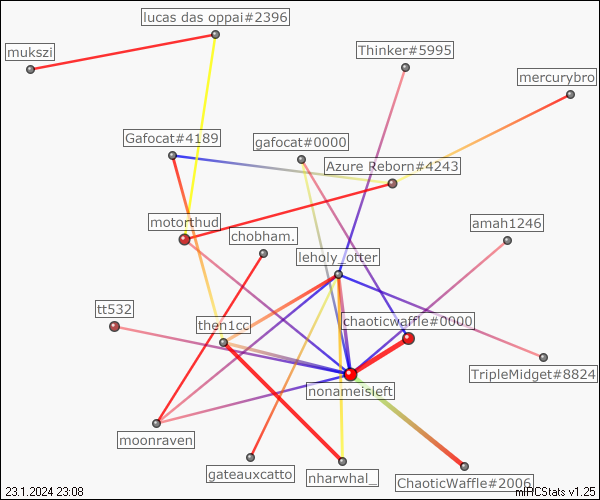 lucas das oppai#2396
mukszi
Thinker#5995
mercurybro
Gafocat#4189
gafocat#0000
Azure Reborn#4243
motorthud
chobham.
amah1246
leholy_otter
tt532
then1cc
chaoticwaffle#0000
TripleMidget#8824
nonameisleft
moonraven
gateauxcatto
nharwhal_
ChaoticWaffle#2006
23.1.2024 23:08
mIRCStats v1.25